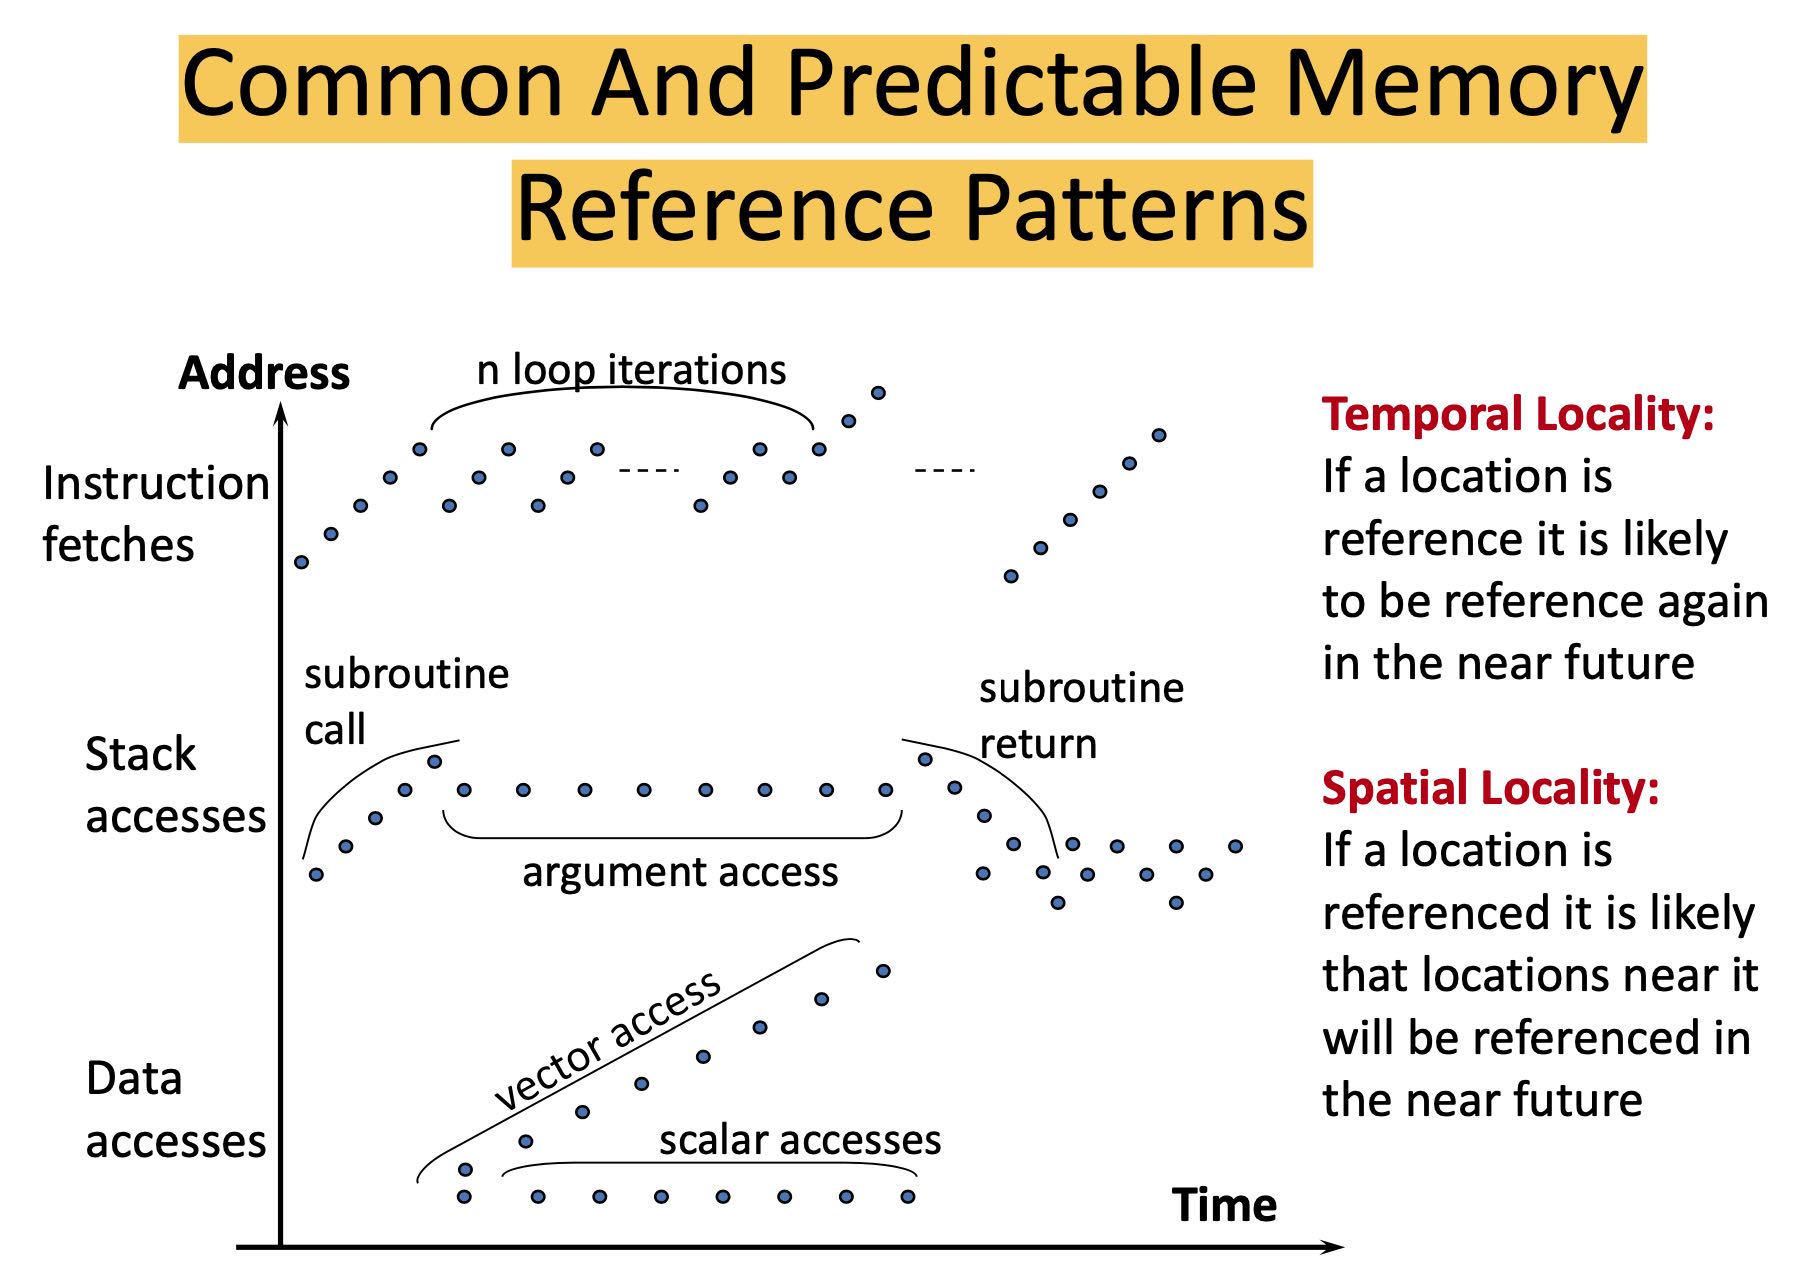 Common And Predictable Memory
Reference Patterns
Address
n loop iterations
Instruction
fetches
subroutine
call
subroutine
return
Stack
accesses
argument access
vector access
Data
accesses
scalar accesses
Time
Temporal Locality:
If a location is
reference it is likely
to be reference again
in the near future
Spatial Locality:
If a location is
referenced it is likely
that locations near it
will be referenced in
the near future